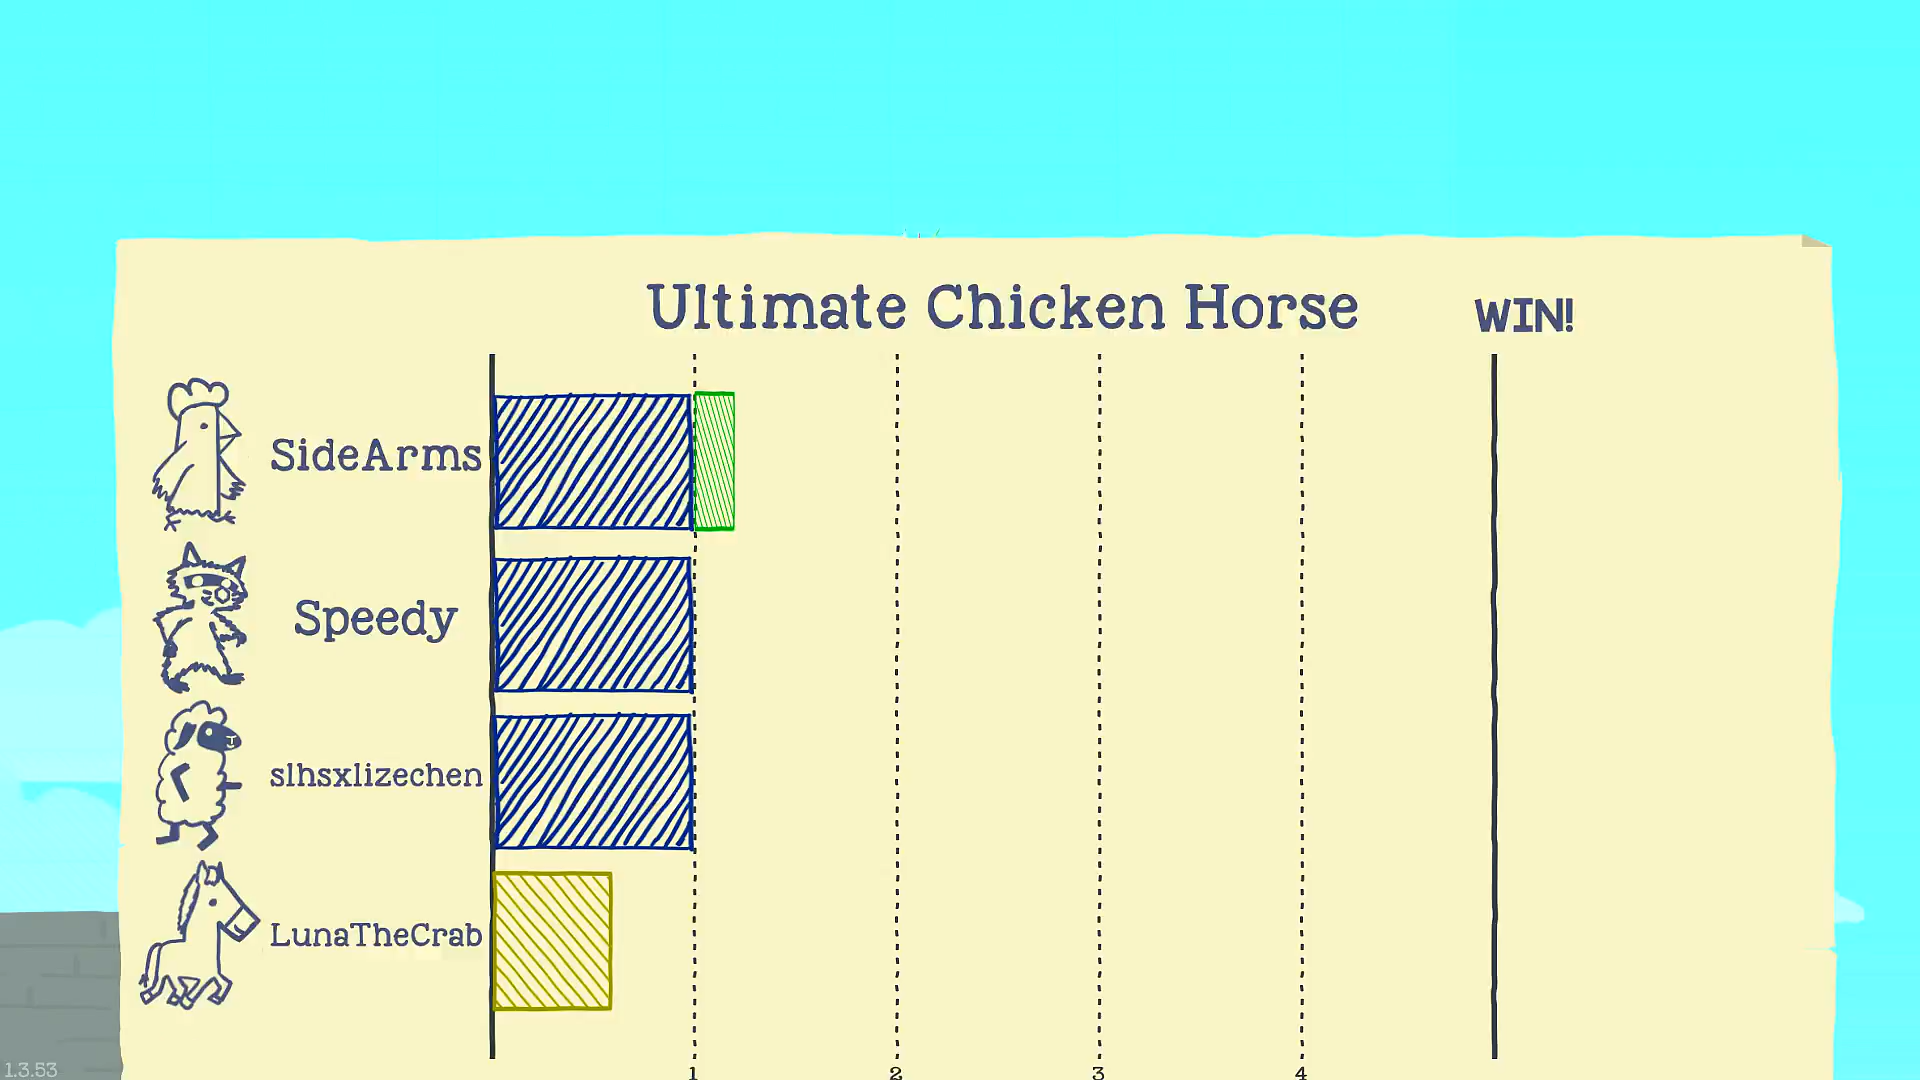 Ultimate Chicken Horse
WIN!
SideArms
Speedy
slhsxlizechen
LunaTheCrab
1 2 3 4
1.3.53